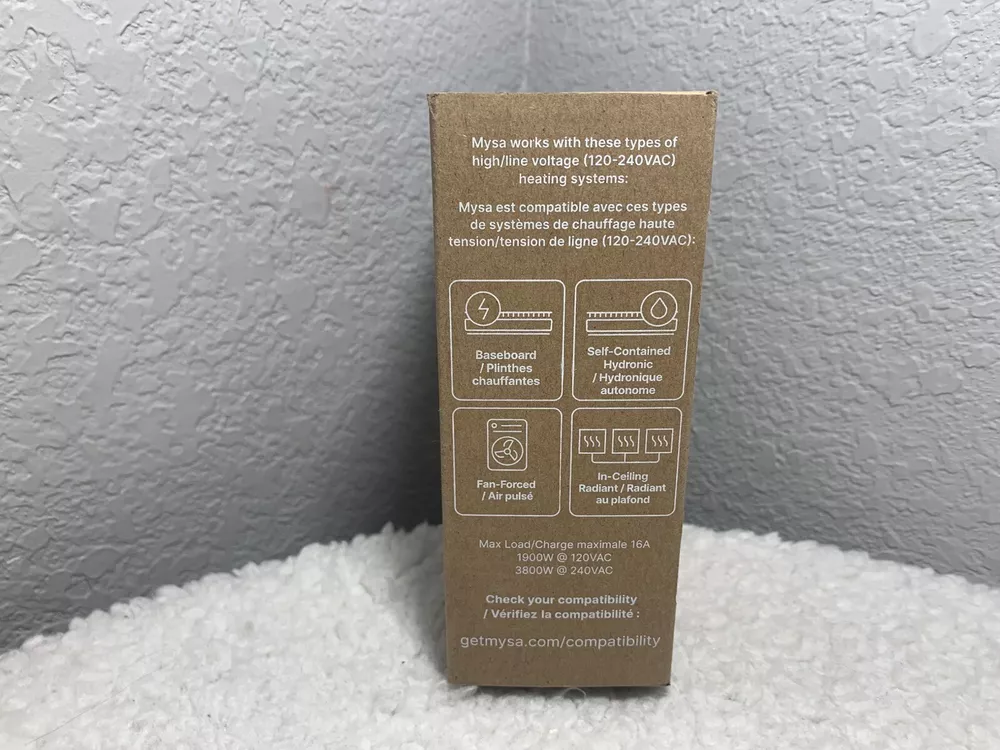 Mysa works with these types of
high/line voltage (120-240VAC)
heating systems:
Mysa est compatible avec ces types
de systèmes de chauffage haute
tension/tension de ligne (120-240VAC):
Baseboard
/ Plinthes
chauffantes
Self-Contained
Hydronic
/ Hydronique
autonome
Fan-Forced
/ Air pulsé
In-Ceiling
Radiant / Radiant
au plafond
Max Load/Charge maximale 16A
1900W @ 120VAC
3800W @ 240VAC
Check your compatibility
/ Vérifiez la compatibilité :
getmysa.com/compatibility